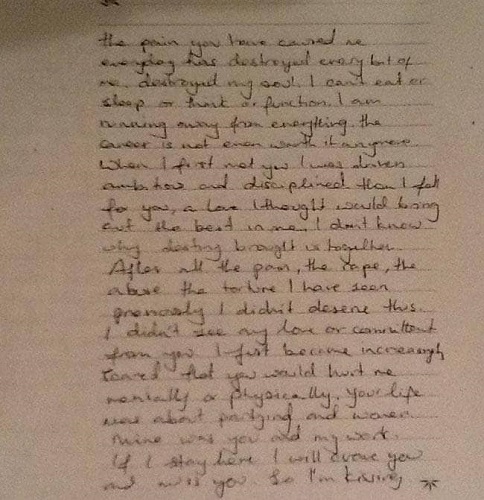 the pain you have caused me
everyday has destroyed every bit of
me, destroyed my soul. I can't eat or
sleep or think or function. I am
running away from everything. the
career is not even worth it anymore.
When I first met you I was driven
ambitious and disciplined then I fell
for you, a love I thought would bring
out the best in me. I don't know
why destiny brought us together.
After all the pain, the rape, the
abuse the torture I have seen
previously I didn't deserve this.
I didn't see any love or commitment
from you. I just became increasingly
scared that you would hurt me
mentally or physically. Your life
was about partying and women.
Mine was you and my work.
If I stay here I will crave you
and miss you. So I'm kissing